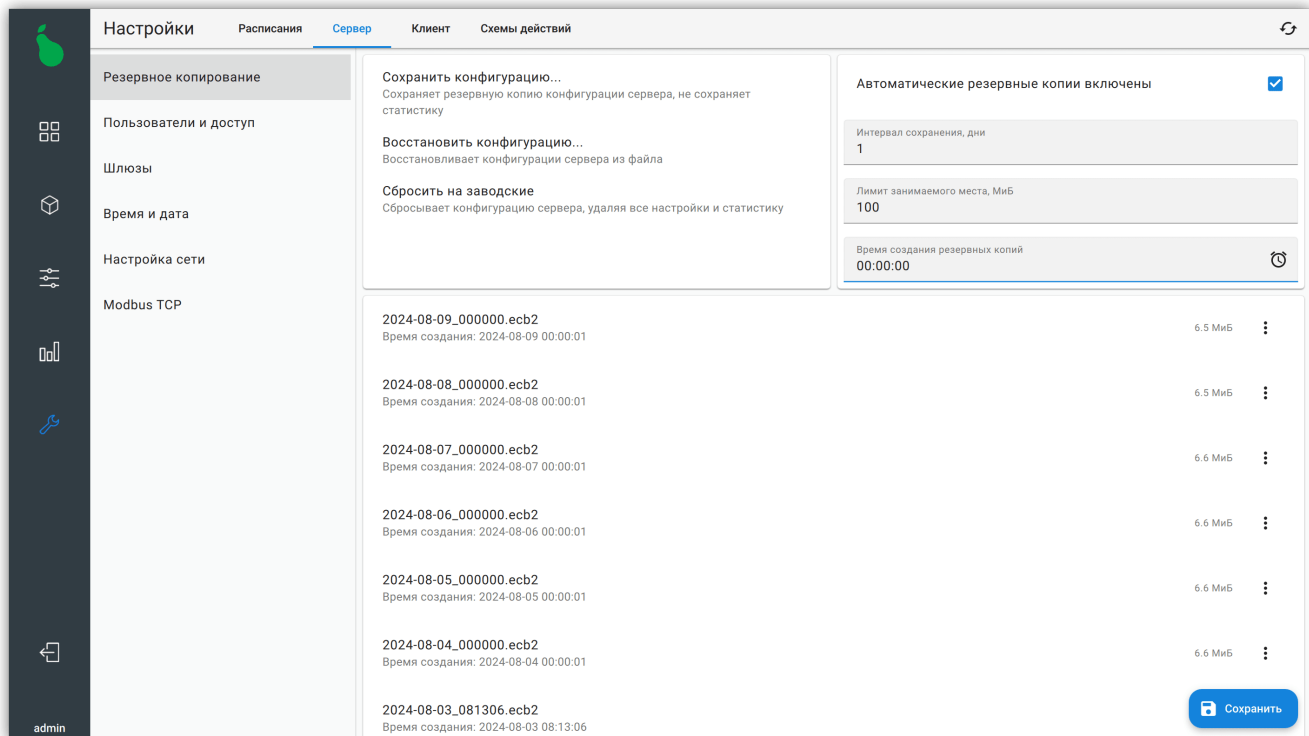 Настройки
Расписания
Сервер
Клиент
Схемы действий
Резервное копирование
Пользователи и доступ
Шлюзы
Время и дата
Настройка сети
Modbus TCP
admin
Сохранить конфигурацию...
Сохраняет резервную копию конфигурации сервера, не сохраняет
статистику
Восстановить конфигурацию...
Восстановливает конфигурации сервера из файла
Сбросить на заводские
Сбрасывает конфигурацию сервера, удаляя все настройки и статистику
Автоматические резервные копии включены
Интервал сохранения, дни
1
Лимит занимаемого места, МиБ
100
Время создания резервных копий
00:00:00
2024-08-09_000000.ecb2
Время создания: 2024-08-09 00:00:01
6.5 МиБ
2024-08-08_000000.ecb2
Время создания: 2024-08-08 00:00:01
6.5 МиБ
2024-08-07_000000.ecb2
Время создания: 2024-08-07 00:00:01
6.6 МиБ
2024-08-06_000000.ecb2
Время создания: 2024-08-06 00:00:01
6.6 МиБ
2024-08-05_000000.ecb2
Время создания: 2024-08-05 00:00:01
6.6 МиБ
2024-08-04_000000.ecb2
Время создания: 2024-08-04 00:00:01
6.6 МиБ
2024-08-03_081306.ecb2
Время создания: 2024-08-03 08:13:06
Сохранить